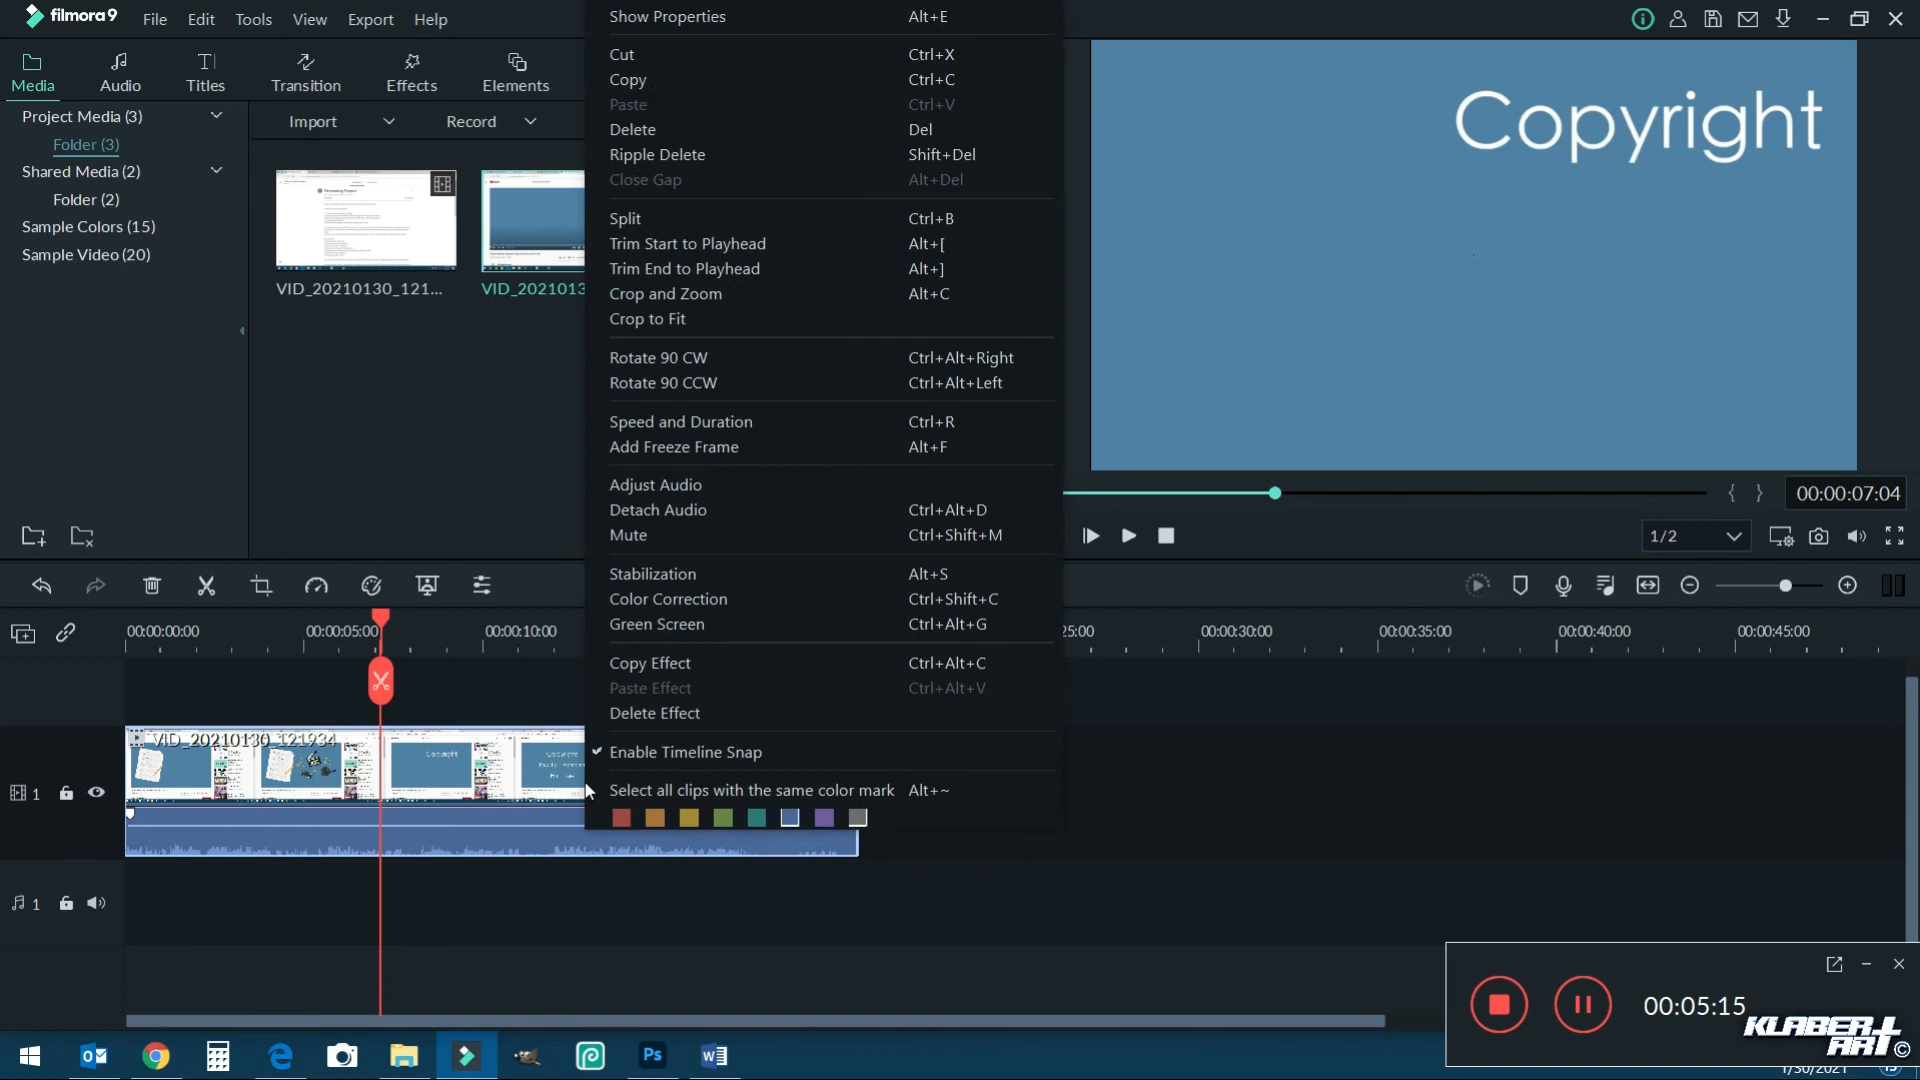 filmora9
File Edit Tools View Export Help
Media Audio Titles Transition Effects Elements
Project Media (3)
Folder (3)
Shared Media (2)
Folder (2)
Sample Colors (15)
Sample Video (20)
Import Record
VID_20210130_121...
VID_2021013
Show Properties Alt+E
Cut Ctrl+X
Copy Ctrl+C
Paste Ctrl+V
Delete Del
Ripple Delete Shift+Del
Close Gap Alt+Del
Split Ctrl+B
Trim Start to Playhead Alt+[
Trim End to Playhead Alt+]
Crop and Zoom Alt+C
Crop to Fit
Rotate 90 CW Ctrl+Alt+Right
Rotate 90 CCW Ctrl+Alt+Left
Speed and Duration Ctrl+R
Add Freeze Frame Alt+F
Adjust Audio
Detach Audio Ctrl+Alt+D
Mute Ctrl+Shift+M
Stabilization Alt+S
Color Correction Ctrl+Shift+C
Green Screen Ctrl+Alt+G
Copy Effect Ctrl+Alt+C
Paste Effect Ctrl+Alt+V
Delete Effect
Enable Timeline Snap
Select all clips with the same color mark Alt+~
Copyright
00:00:07:04
1/2
00:00:00:00 00:00:05:00 00:00:10:00 25:00 00:00:30:00 00:00:35:00 00:00:40:00 00:00:45:00
VID_20210130_121934
Copyright
1
1
00:05:15
KLABER ART ©
1/30/2021